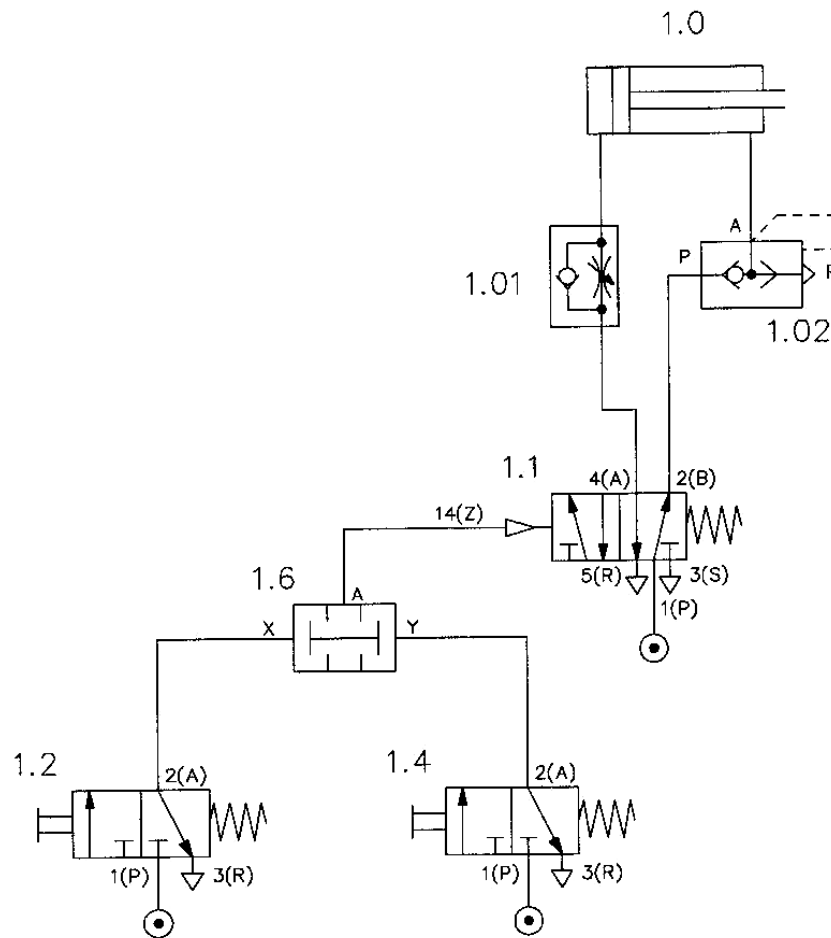 1.0
A
P
R
1.01
1.02
1.1
4(A)
2(B)
14(Z)
5(R)
3(S)
1(P)
1.6
A
X
Y
1.2
2(A)
1(P)
3(R)
1.4
2(A)
1(P)
3(R)